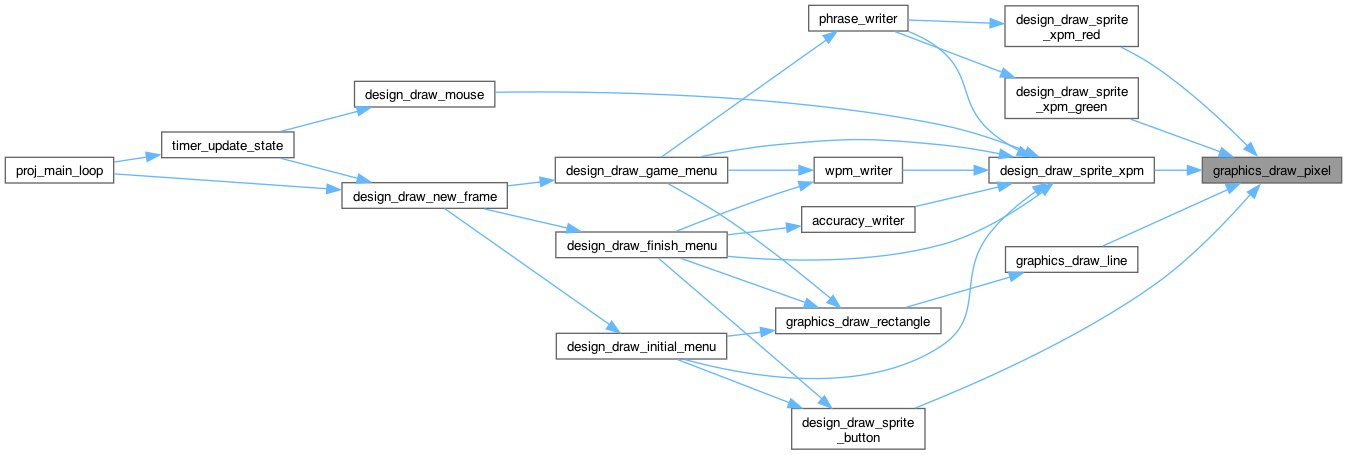 phrase_writer
design_draw_sprite
_xpm_red
design_draw_mouse
design_draw_sprite
_xpm_green
timer_update_state
proj_main_loop
design_draw_game_menu
wpm_writer
design_draw_sprite_xpm
graphics_draw_pixel
design_draw_new_frame
accuracy_writer
design_draw_finish_menu
graphics_draw_line
graphics_draw_rectangle
design_draw_initial_menu
design_draw_sprite
_button